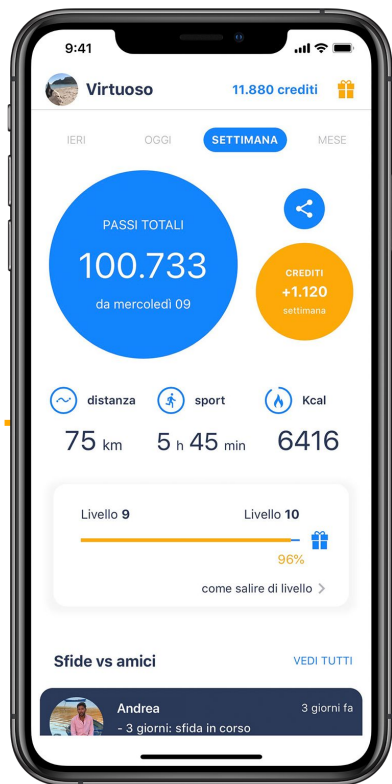 9:41
Virtuoso 11.880 crediti
IERI OGGI SETTIMANA MESE
PASSI TOTALI
100.733
da mercoledì 09
CREDITI
+1.120
settimana
distanza sport Kcal
75 km 5 h 45 min 6416
Livello 9 Livello 10
96%
come salire di livello >
Sfide vs amici VEDI TUTTI
Andrea 3 giorni fa
- 3 giorni: sfida in corso